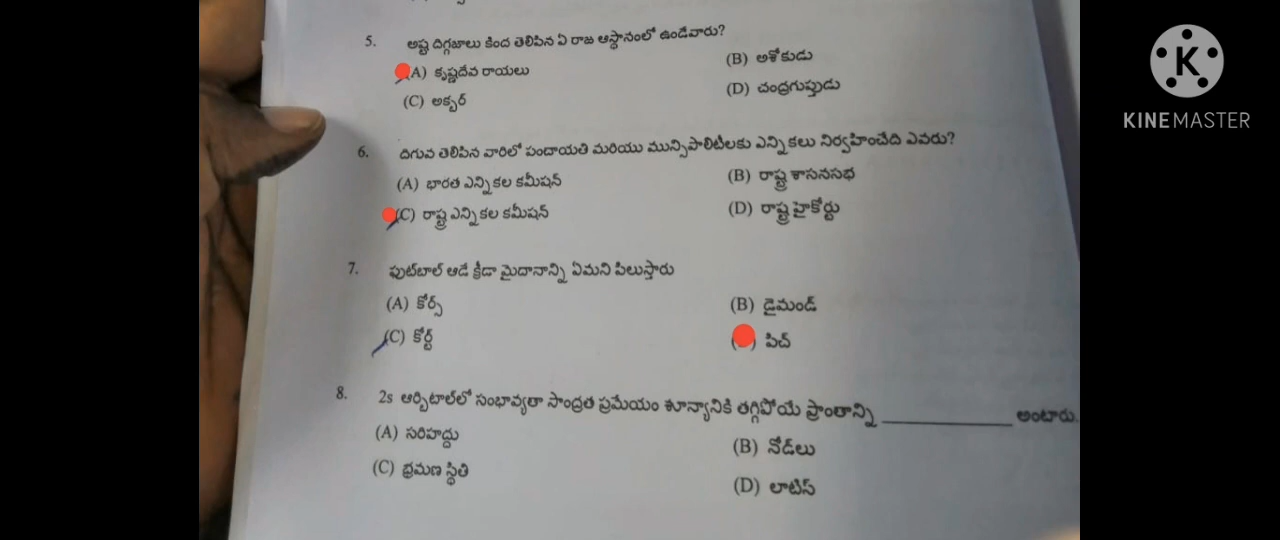 5. అష్ట దిగ్గజాలు కింద తెలిపిన ఏ రాజ ఆస్థానంలో ఉండేవారు?
(A) కృష్ణదేవ రాయలు (B) అశోకుడు
(C) అక్బర్ (D) చంద్రగుప్తుడు
6. దిగువ తెలిపిన వారిలో పందాయతి మరియు మున్సిపాలిటీలకు ఎన్నికలు నిర్వహించేది ఎవరు?
(A) భారత ఎన్నికల కమీషన్ (B) రాష్ట్ర శాసనసభ
(C) రాష్ట్ర ఎన్నికల కమీషన్ (D) రాష్ట్ర హైకోర్టు
7. ఫుట్‌బాల్ ఆడే క్రీడా మైదానాన్ని ఏమని పిలుస్తారు
(A) కోర్స్ (B) డైమండ్
(C) కోర్ట్ ( ) పిచ్
8. 2s ఆర్బిటాల్‌లో సంభావ్యతా సాంద్రత ప్రమేయం శూన్యానికి తగ్గిపోయే ప్రాంతాన్ని ____________ అంటారు.
(A) సరిహద్దు (B) నోడ్‌లు
(C) భ్రమణ స్థితి (D) లాటిస్
K
KINEMASTER